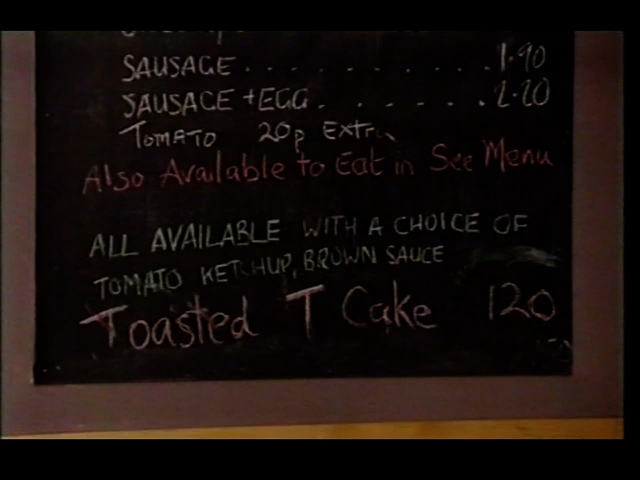 SAUSAGE . . . . . . . . . . 1.90
SAUSAGE + EGG . . . . . . 2.20
TOMATO 20p Extra
Also Available to Eat in See Menu
ALL AVAILABLE WITH A CHOICE OF
TOMATO KETCHUP, BROWN SAUCE
Toasted T Cake 120